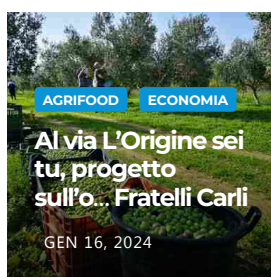 AGRIFOOD ECONOMIA
Al via L'Origine sei
tu, progetto
sull'o... Fratelli Carli
GEN 16, 2024